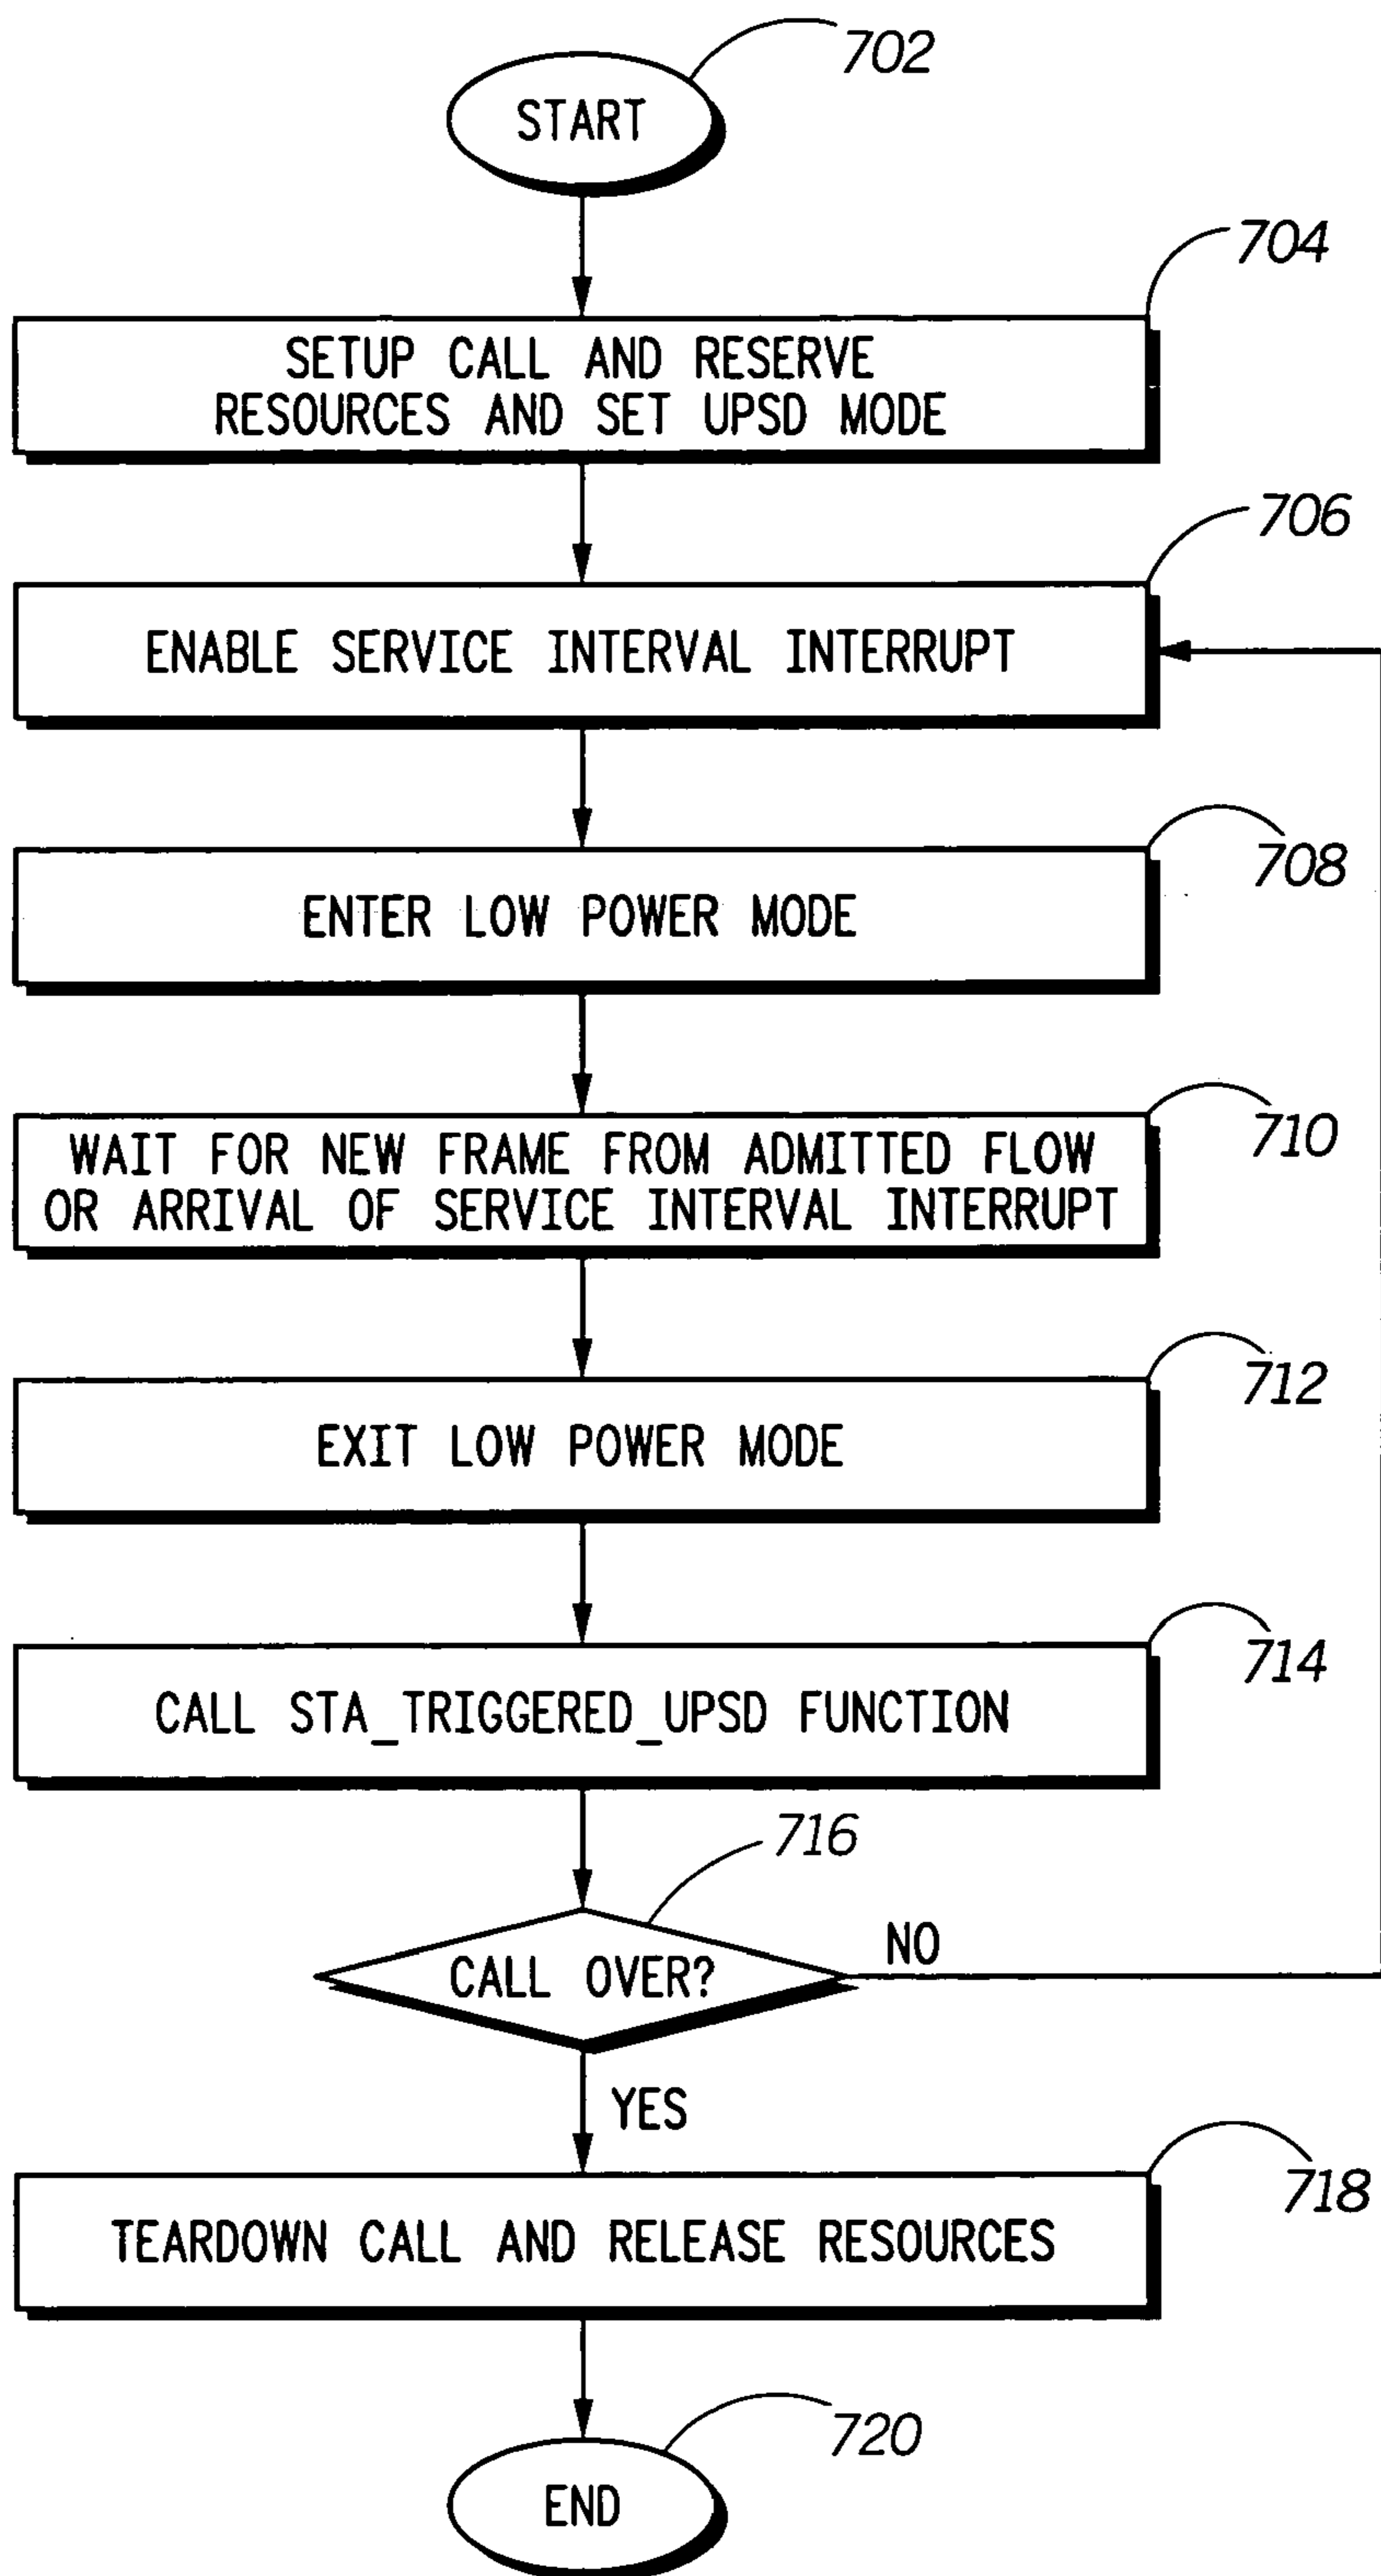 702
START
704
SETUP CALL AND RESERVE
RESOURCES AND SET UPSD MODE
706
ENABLE SERVICE INTERVAL INTERRUPT
708
ENTER LOW POWER MODE
710
WAIT FOR NEW FRAME FROM ADMITTED FLOW
OR ARRIVAL OF SERVICE INTERVAL INTERRUPT
712
EXIT LOW POWER MODE
714
CALL STA_TRIGGERED_UPSD FUNCTION
716
CALL OVER?
NO
YES
718
TEARDOWN CALL AND RELEASE RESOURCES
720
END